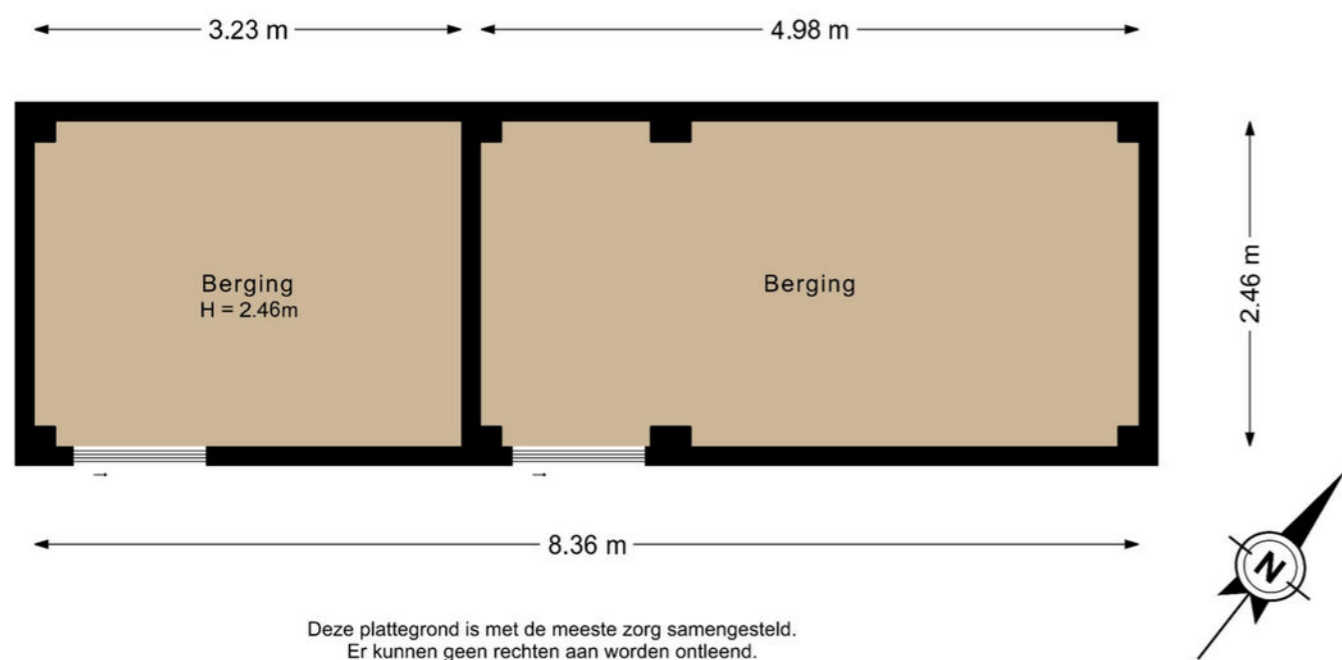 3.23 m
4.98 m
Berging
H = 2.46m
Berging
2.46 m
8.36 m
N
Deze plattegrond is met de meeste zorg samengesteld.
Er kunnen geen rechten aan worden ontleend.